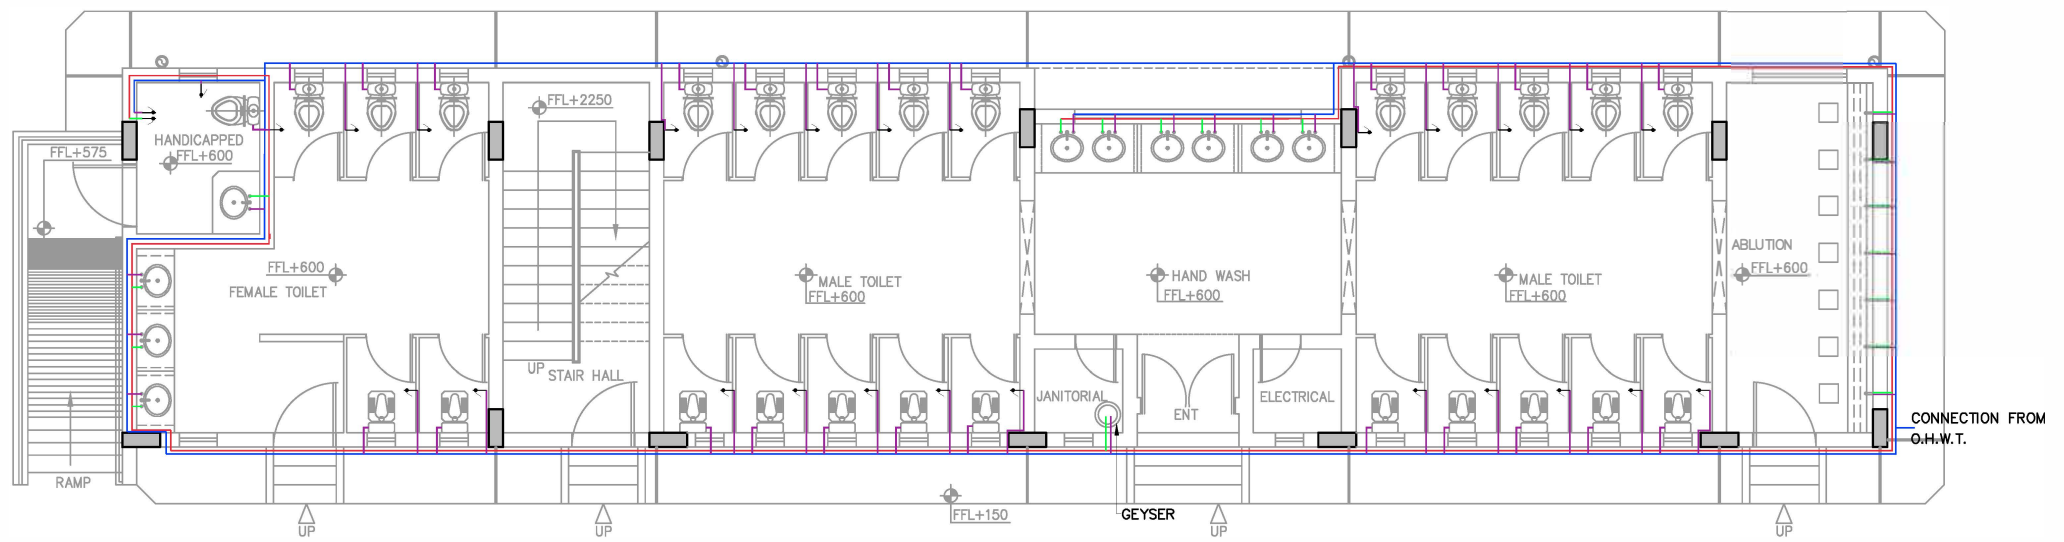 FFL+2250
HANDICAPPED
FFL+575
FFL+600
ABLUTION
FFL+600
FFL+600
FEMALE TOILET
MALE TOILET
FFL+600
HAND WASH
FFL+600
MALE TOILET
FFL+600
UP
STAIR HALL
JANITORIAL
ENT
ELECTRICAL
CONNECTION FROM
O.H.W.T.
RAMP
FFL+150
GEYSER
UP
UP
UP
UP